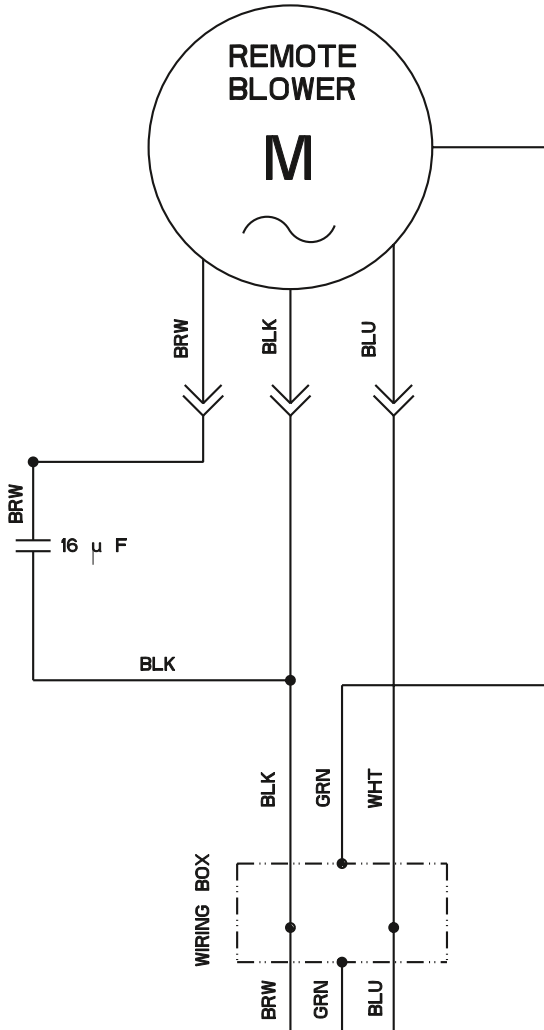 REMOTE
BLOWER
M
BRW
BLK
BLU
BRW
16 µ F
BLK
BLK
GRN
WHT
WIRING BOX
BRW
GRN
BLU